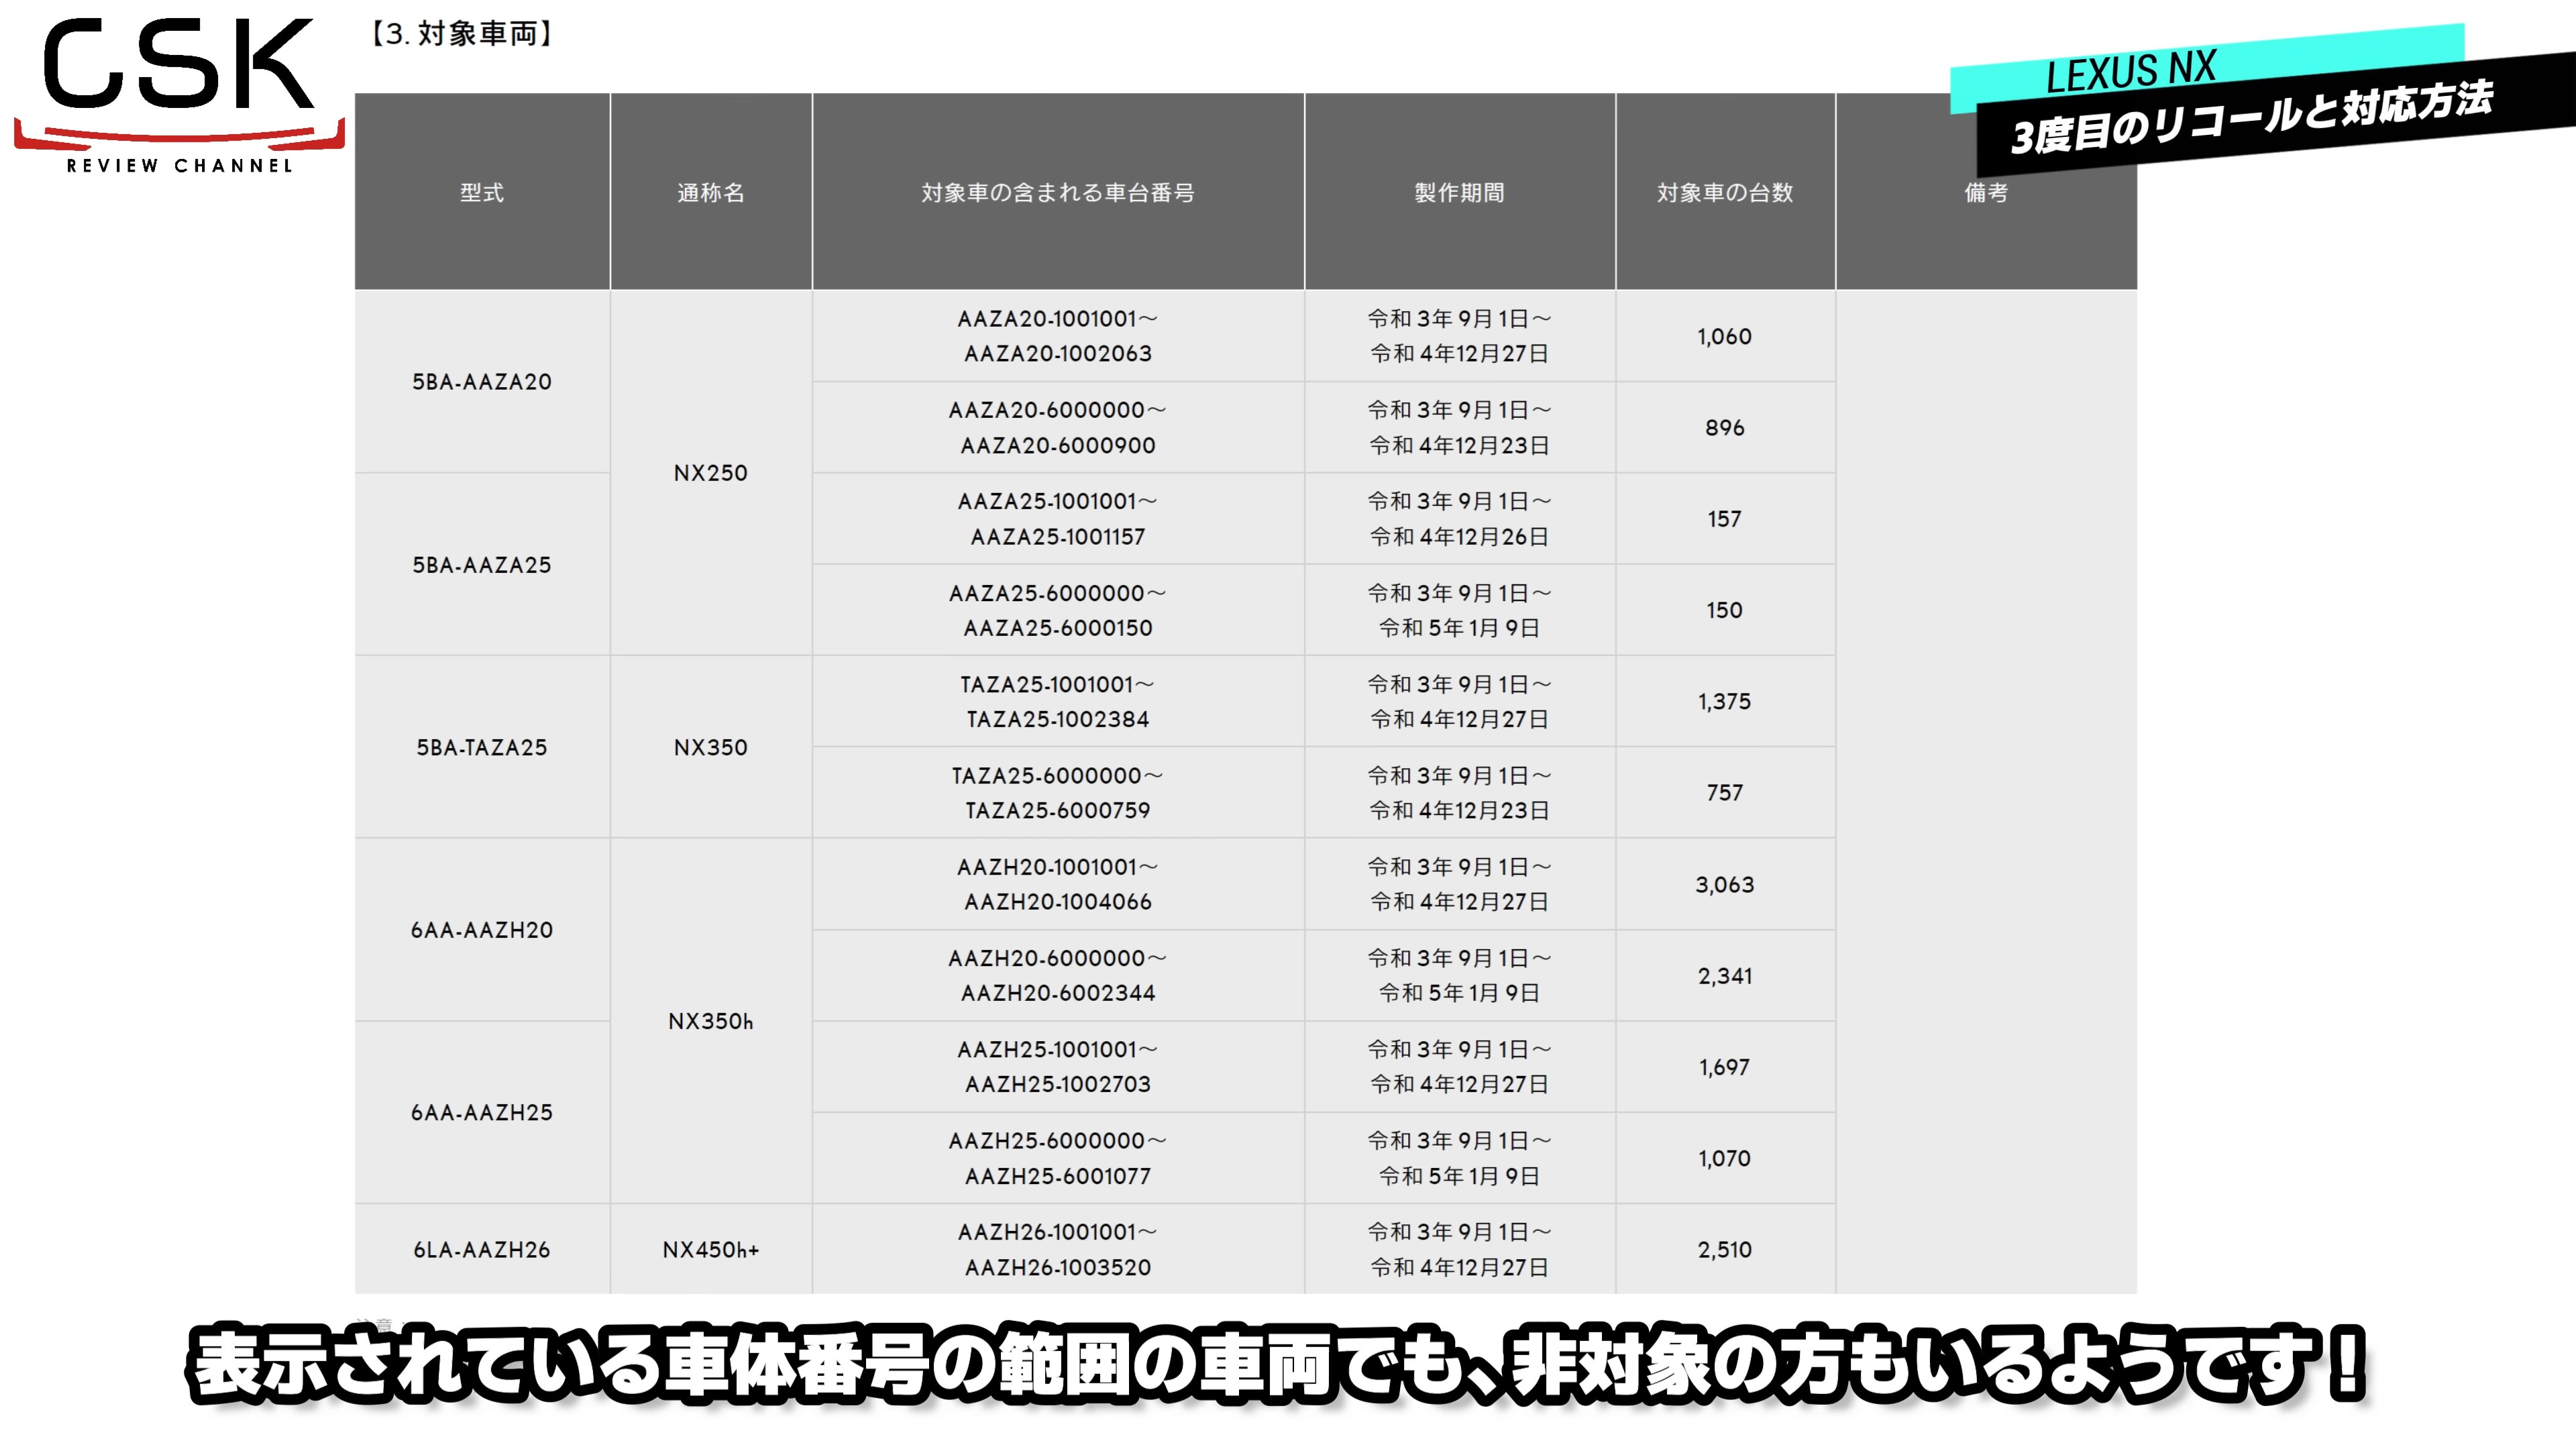 CSK
REVIEW CHANNEL
【3. 対象車両】
LEXUS NX
3度目のリコールと対応方法
型式 通称名 対象車の含まれる車台番号 製作期間 対象車の台数 備考
5BA-AAZA20
NX250
AAZA20-1001001～
AAZA20-1002063
令和 3年 9月 1日～
令和 4年12月27日
1,060
AAZA20-6000000～
AAZA20-6000900
令和 3年 9月 1日～
令和 4年12月23日
896
5BA-AAZA25
AAZA25-1001001～
AAZA25-1001157
令和 3年 9月 1日～
令和 4年12月26日
157
AAZA25-6000000～
AAZA25-6000150
令和 3年 9月 1日～
令和 5年 1月 9日
150
5BA-TAZA25
NX350
TAZA25-1001001～
TAZA25-1002384
令和 3年 9月 1日～
令和 4年12月27日
1,375
TAZA25-6000000～
TAZA25-6000759
令和 3年 9月 1日～
令和 4年12月23日
757
6AA-AAZH20
NX350h
AAZH20-1001001～
AAZH20-1004066
令和 3年 9月 1日～
令和 4年12月27日
3,063
AAZH20-6000000～
AAZH20-6002344
令和 3年 9月 1日～
令和 5年 1月 9日
2,341
6AA-AAZH25
AAZH25-1001001～
AAZH25-1002703
令和 3年 9月 1日～
令和 4年12月27日
1,697
AAZH25-6000000～
AAZH25-6001077
令和 3年 9月 1日～
令和 5年 1月 9日
1,070
6LA-AAZH26
NX450h+
AAZH26-1001001～
AAZH26-1003520
令和 3年 9月 1日～
令和 4年12月27日
2,510
表示されている車体番号の範囲の車両でも、非対象の方もいるようです！